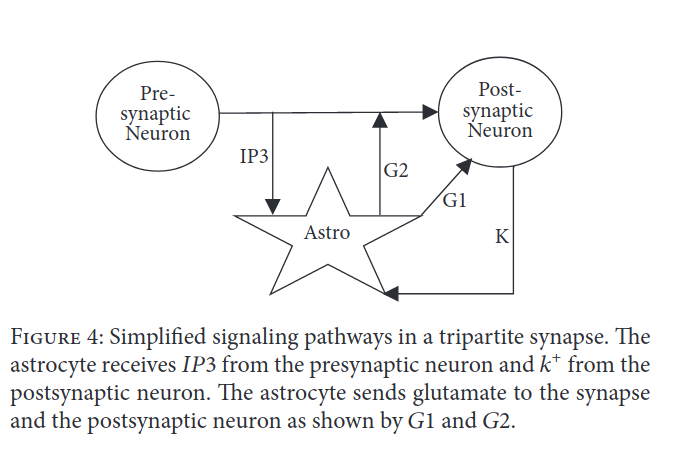 Pre-
synaptic
Neuron
Post-
synaptic
Neuron
IP3
G2
G1
Astro
K
FIGURE 4: Simplified signaling pathways in a tripartite synapse. The
astrocyte receives IP3 from the presynaptic neuron and k⁺ from the
postsynaptic neuron. The astrocyte sends glutamate to the synapse
and the postsynaptic neuron as shown by G1 and G2.